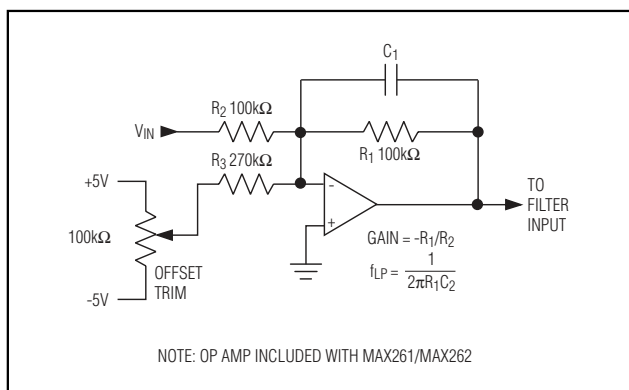 C1
R2 100kΩ
VIN
R1 100kΩ
R3 270kΩ
+5V
-
+
100kΩ
OFFSET
TRIM
-5V
TO
FILTER
INPUT
GAIN = -R1/R2
fLP = 1
2πR1C2
NOTE: OP AMP INCLUDED WITH MAX261/MAX262